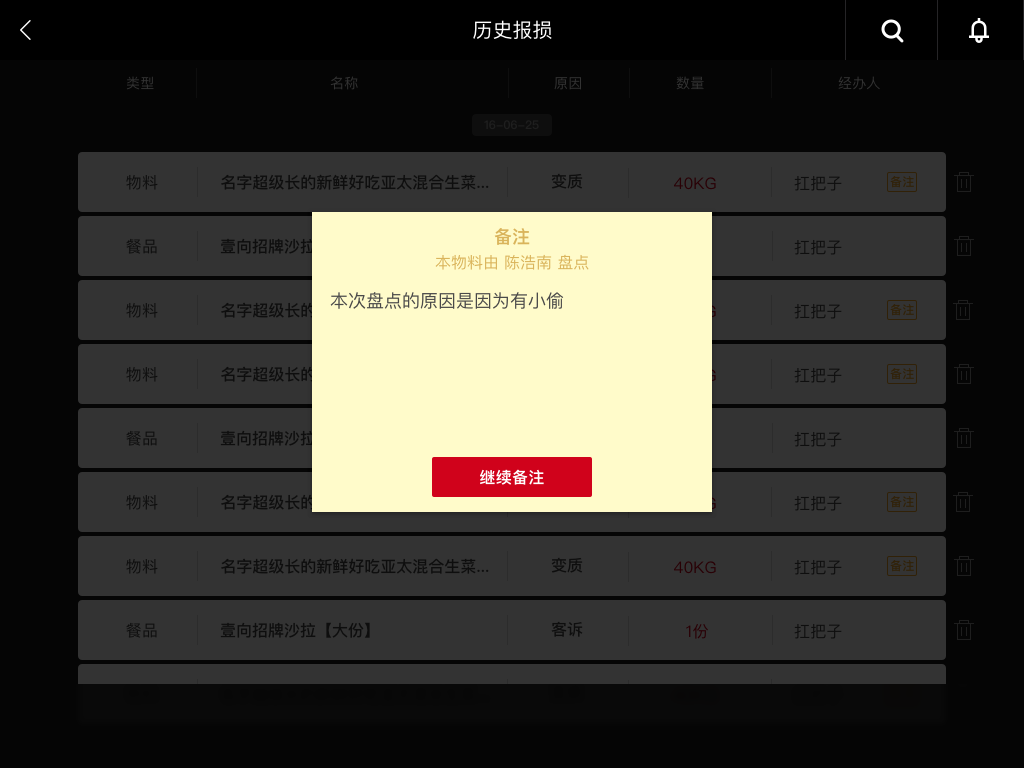 历史报损
类型 名称 原因 数量 经办人
16-06-25
物料 名字超级长的新鲜好吃亚太混合生菜... 变质 40KG 扛把子 备注
餐品 壹向招牌沙拉 扛把子
物料 名字超级长的 扛把子 备注
物料 名字超级长的 扛把子 备注
餐品 壹向招牌沙拉 扛把子
物料 名字超级长的 扛把子 备注
物料 名字超级长的新鲜好吃亚太混合生菜... 变质 40KG 扛把子 备注
餐品 壹向招牌沙拉【大份】 客诉 1份 扛把子
备注
本物料由 陈浩南 盘点
本次盘点的原因是因为有小偷
继续备注